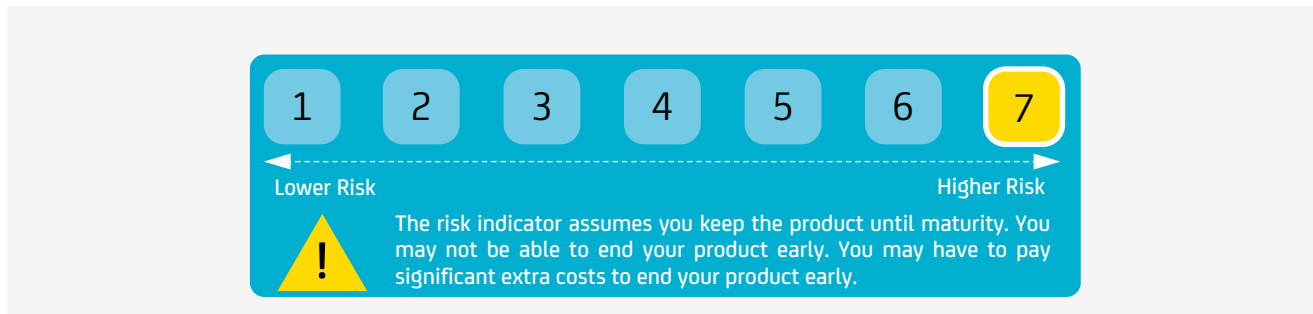 1 2 3 4 5 6 7
Lower Risk Higher Risk
! The risk indicator assumes you keep the product until maturity. You
may not be able to end your product early. You may have to pay
significant extra costs to end your product early.